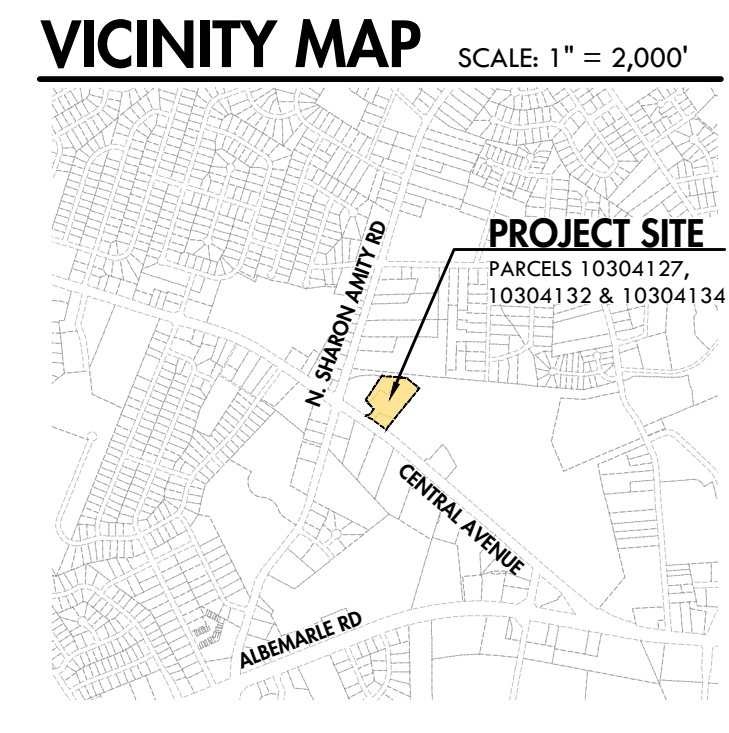 VICINITY MAP SCALE: 1" = 2,000'
N. SHARON AMITY RD
PROJECT SITE
PARCELS 10304127,
10304132 & 10304134
CENTRAL AVENUE
ALBEMARLE RD